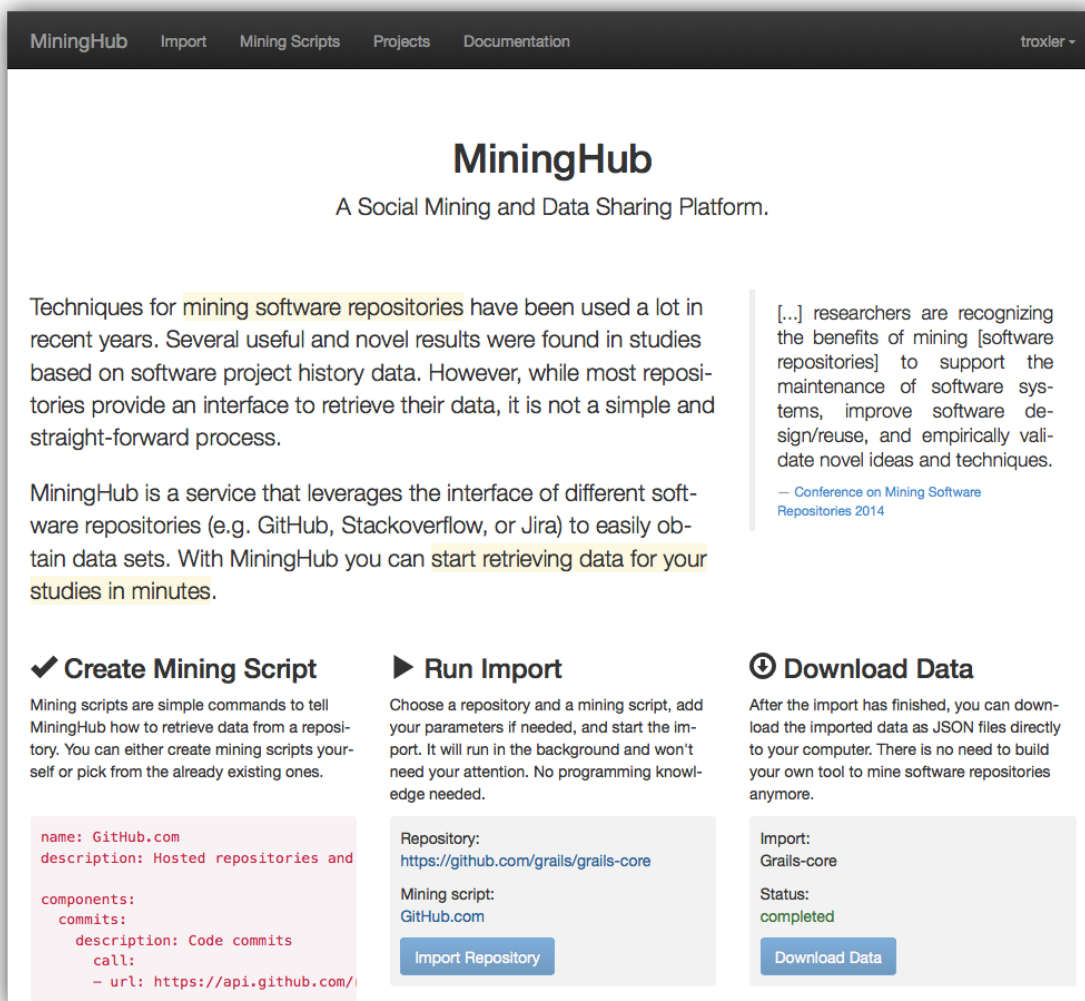 MiningHub Import Mining Scripts Projects Documentation troxler
MiningHub
A Social Mining and Data Sharing Platform.
Techniques for mining software repositories have been used a lot in
recent years. Several useful and novel results were found in studies
based on software project history data. However, while most reposi-
tories provide an interface to retrieve their data, it is not a simple and
straight-forward process.
MiningHub is a service that leverages the interface of different soft-
ware repositories (e.g. GitHub, Stackoverflow, or Jira) to easily ob-
tain data sets. With MiningHub you can start retrieving data for your
studies in minutes.
[...] researchers are recognizing
the benefits of mining [software
repositories] to support the
maintenance of software sys-
tems, improve software de-
sign/reuse, and empirically vali-
date novel ideas and techniques.
— Conference on Mining Software
Repositories 2014
Create Mining Script
Mining scripts are simple commands to tell
MiningHub how to retrieve data from a reposi-
tory. You can either create mining scripts your-
self or pick from the already existing ones.
name: GitHub.com
description: Hosted repositories and
components:
commits:
description: Code commits
call:
- url: https://api.github.com/
Run Import
Choose a repository and a mining script, add
your parameters if needed, and start the im-
port. It will run in the background and won't
need your attention. No programming knowl-
edge needed.
Repository:
https://github.com/grails/grails-core
Mining script:
GitHub.com
Import Repository
Download Data
After the import has finished, you can down-
load the imported data as JSON files directly
to your computer. There is no need to build
your own tool to mine software repositories
anymore.
Import:
Grails-core
Status:
completed
Download Data